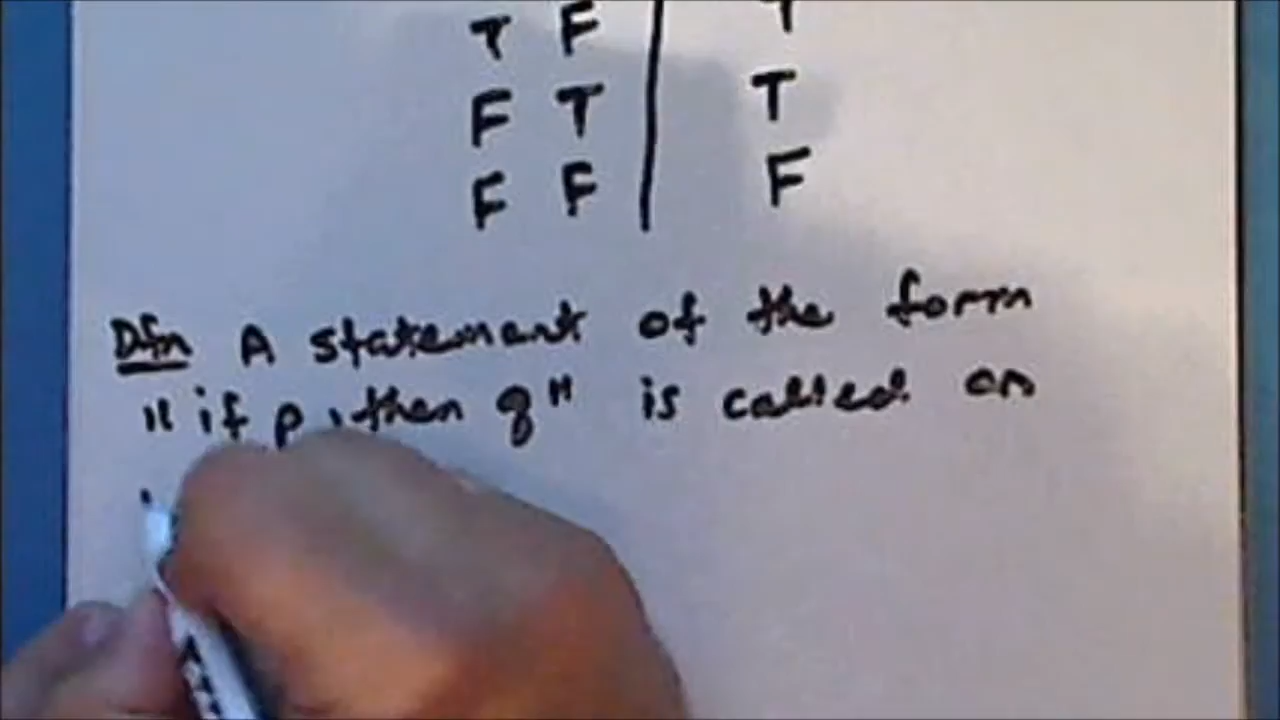 T F T
F T T
F F F
Dfn A statement of the form
"if p, then q" is called an